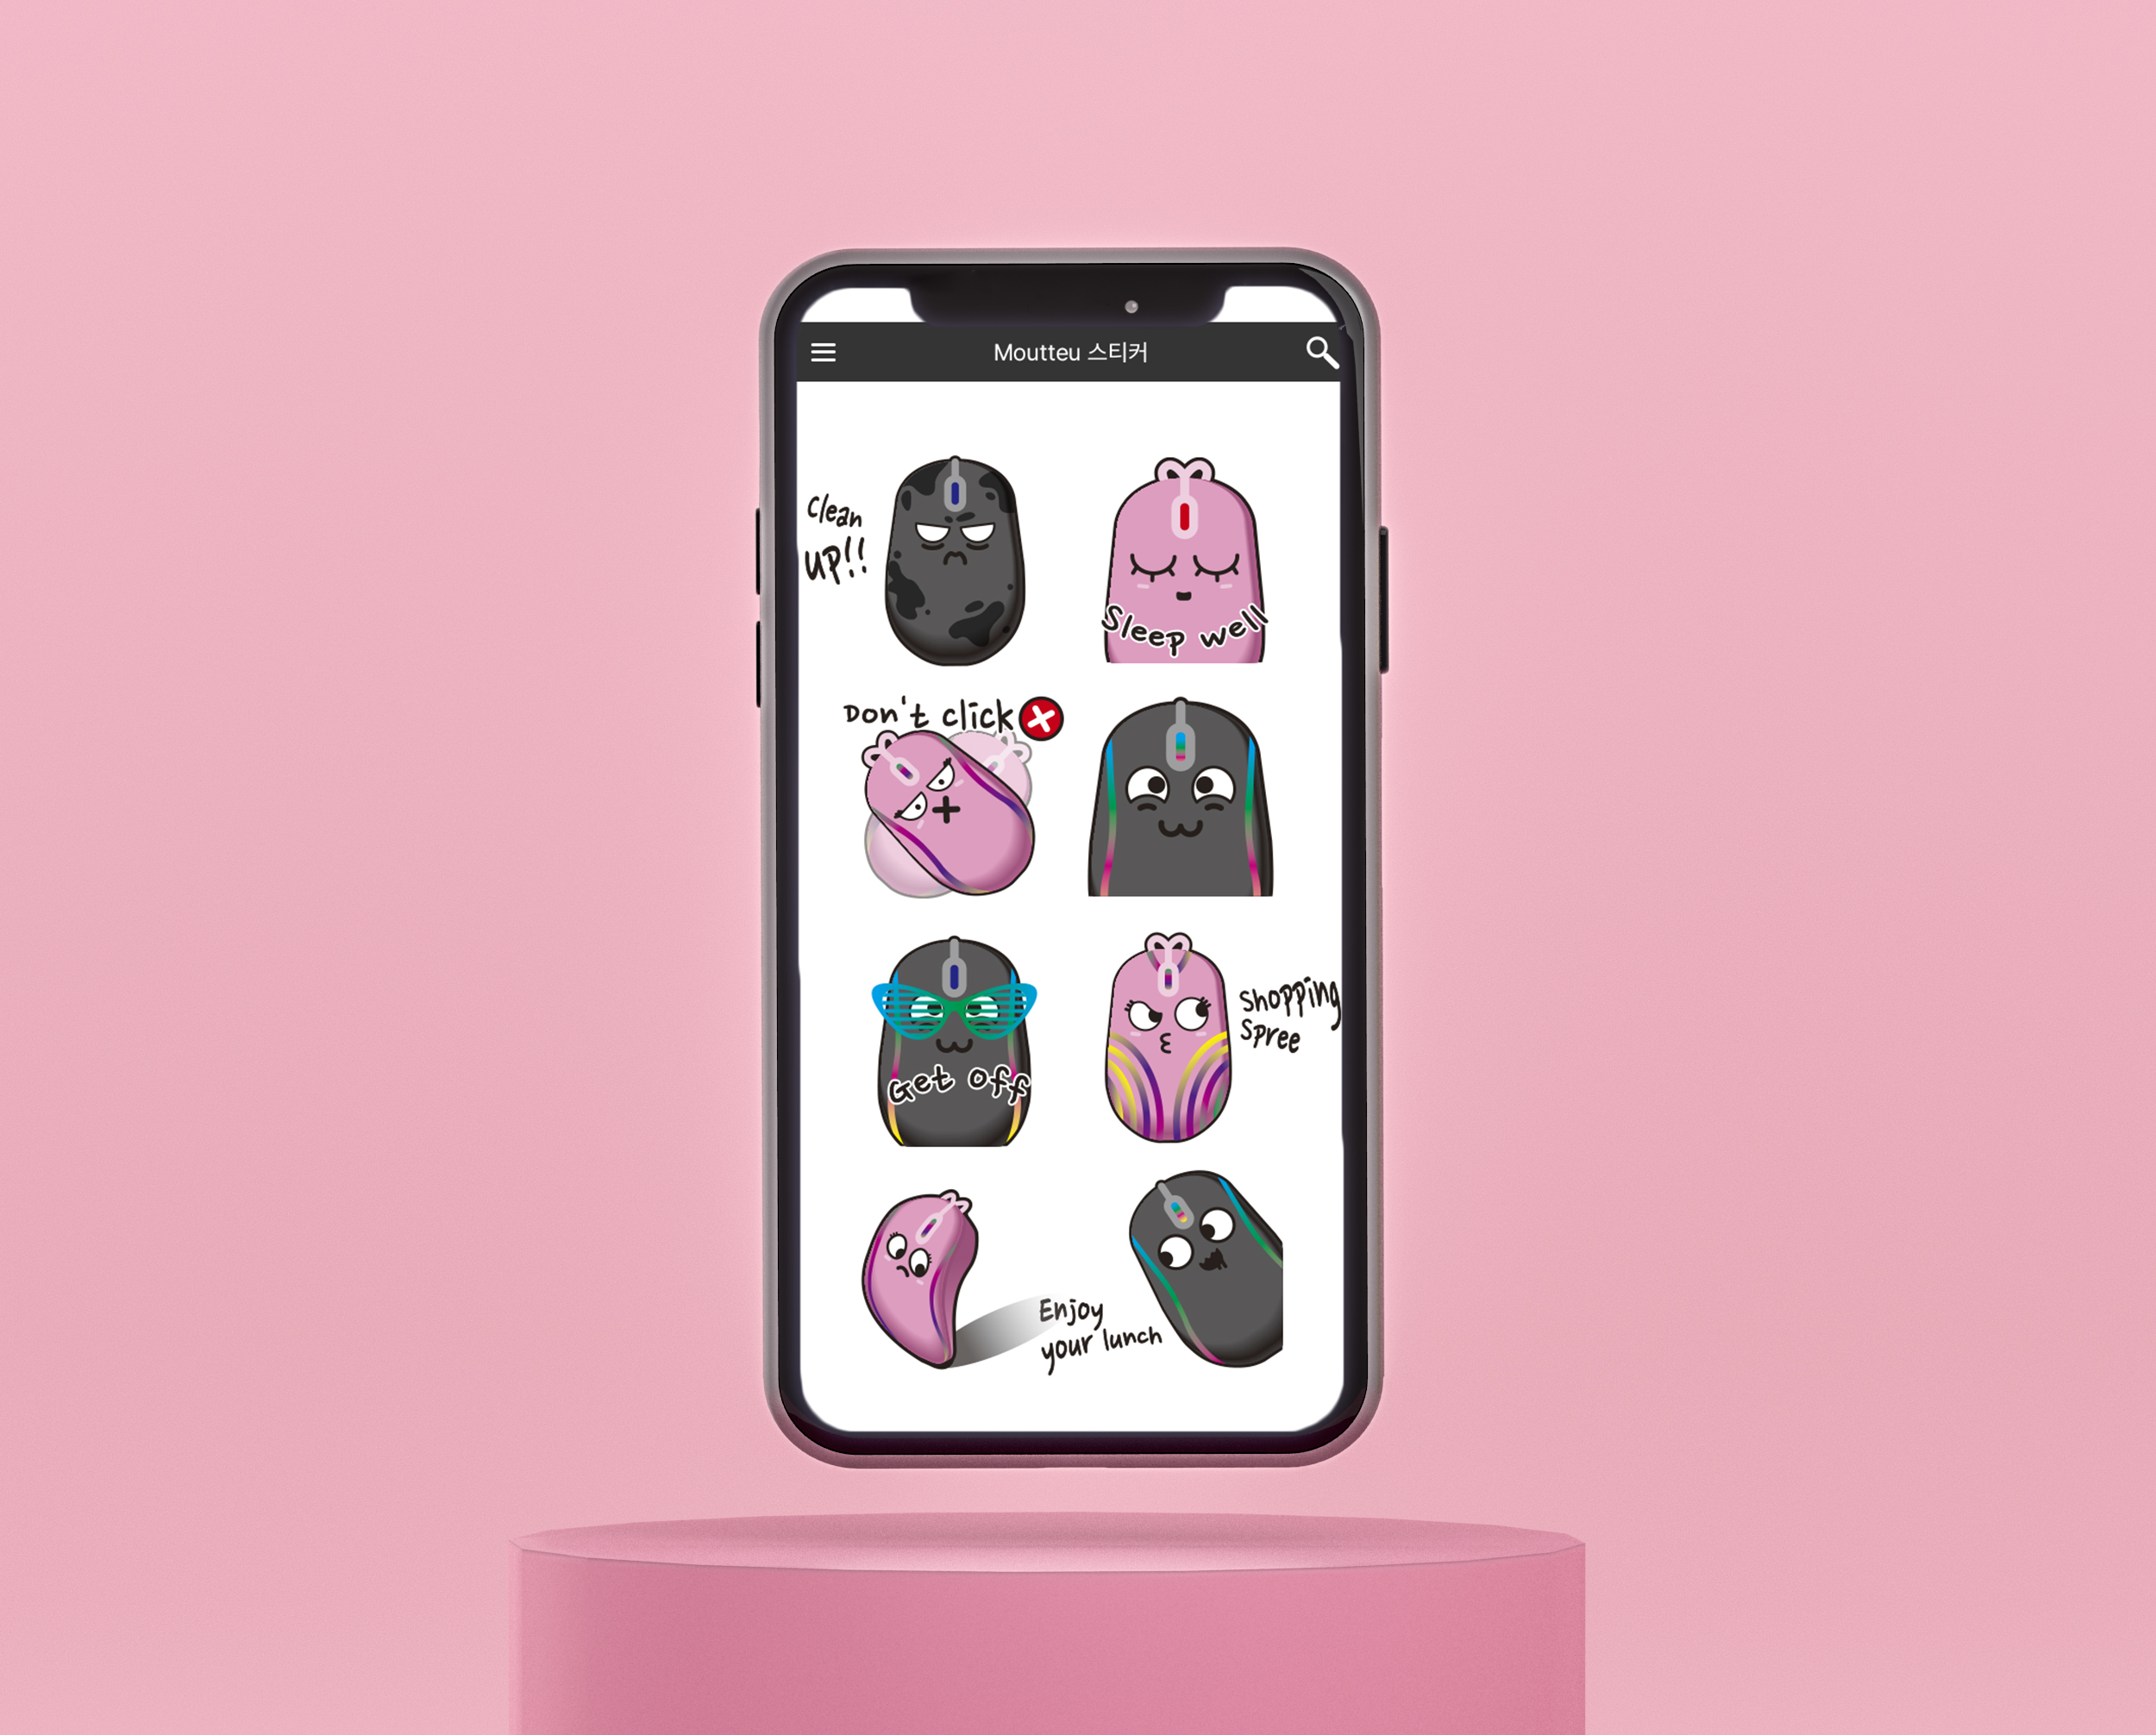 Moutteu 스티커
Clean
UP!!
Sleep well
Don't click
Get off
Shopping
Spree
Enjoy
your lunch